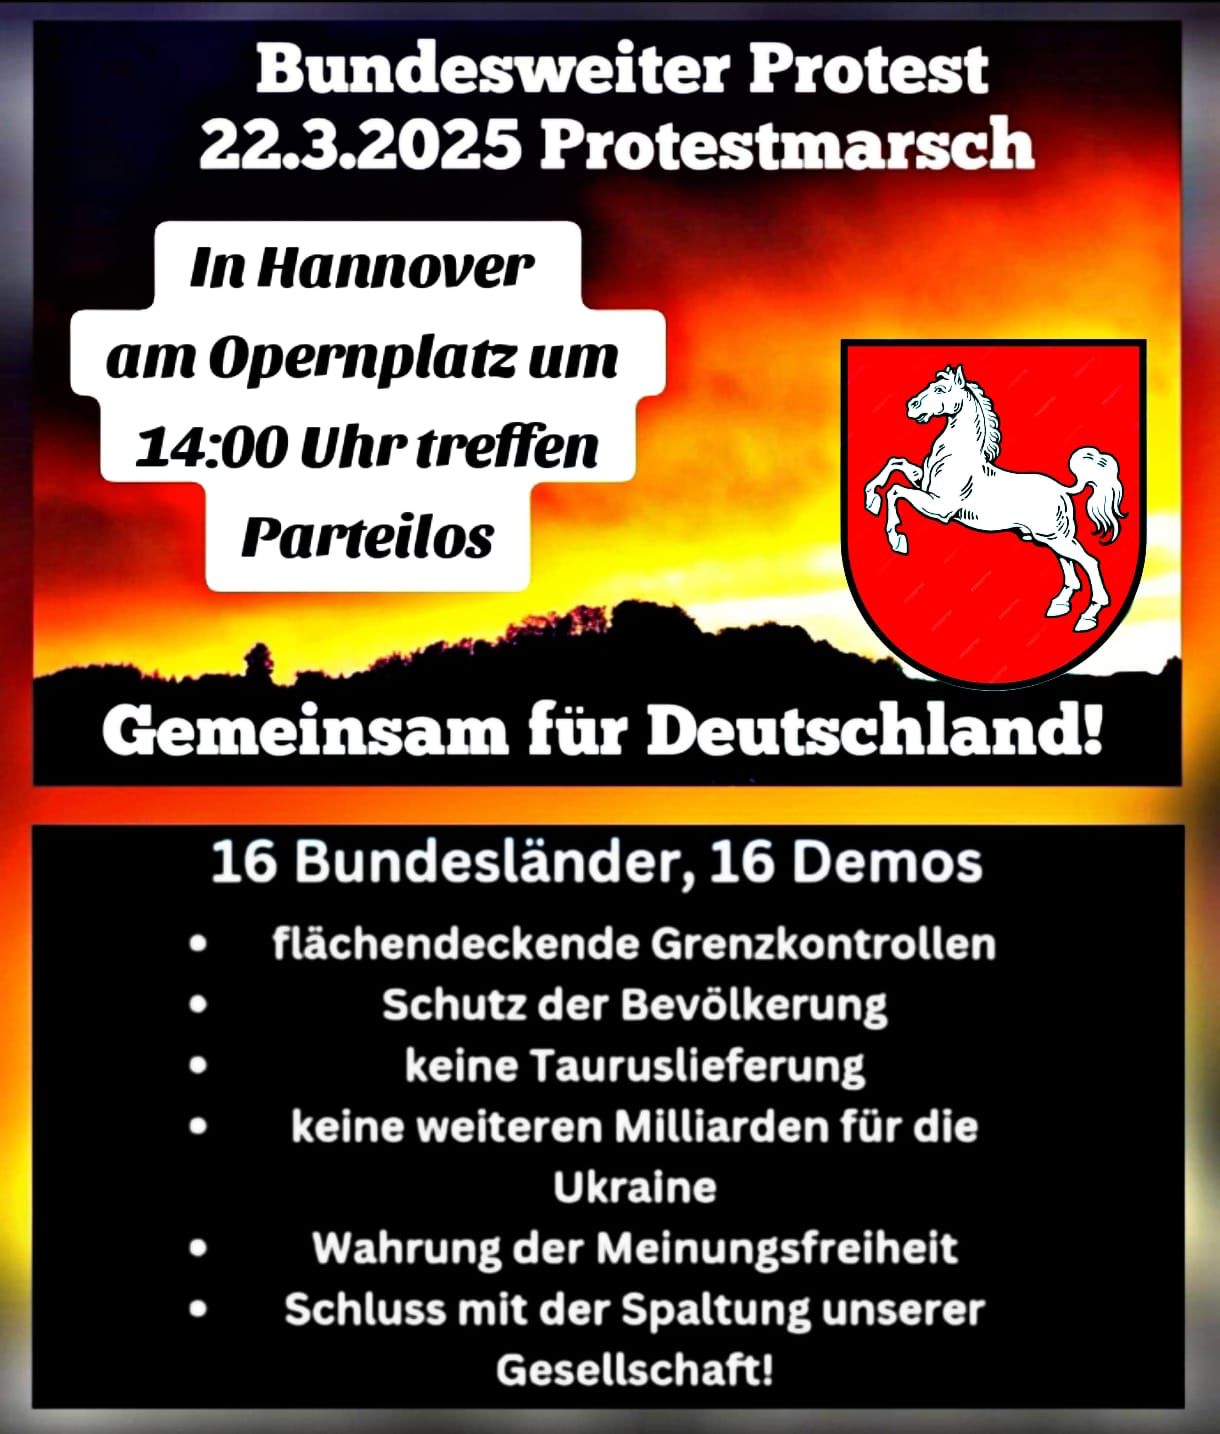 Bundesweiter Protest
22.3.2025 Protestmarsch
In Hannover
am Opernplatz um
14:00 Uhr treffen
Parteilos
Gemeinsam für Deutschland!
16 Bundesländer, 16 Demos
• flächendeckende Grenzkontrollen
• Schutz der Bevölkerung
• keine Tauruslieferung
• keine weiteren Milliarden für die
Ukraine
• Wahrung der Meinungsfreiheit
• Schluss mit der Spaltung unserer
Gesellschaft!